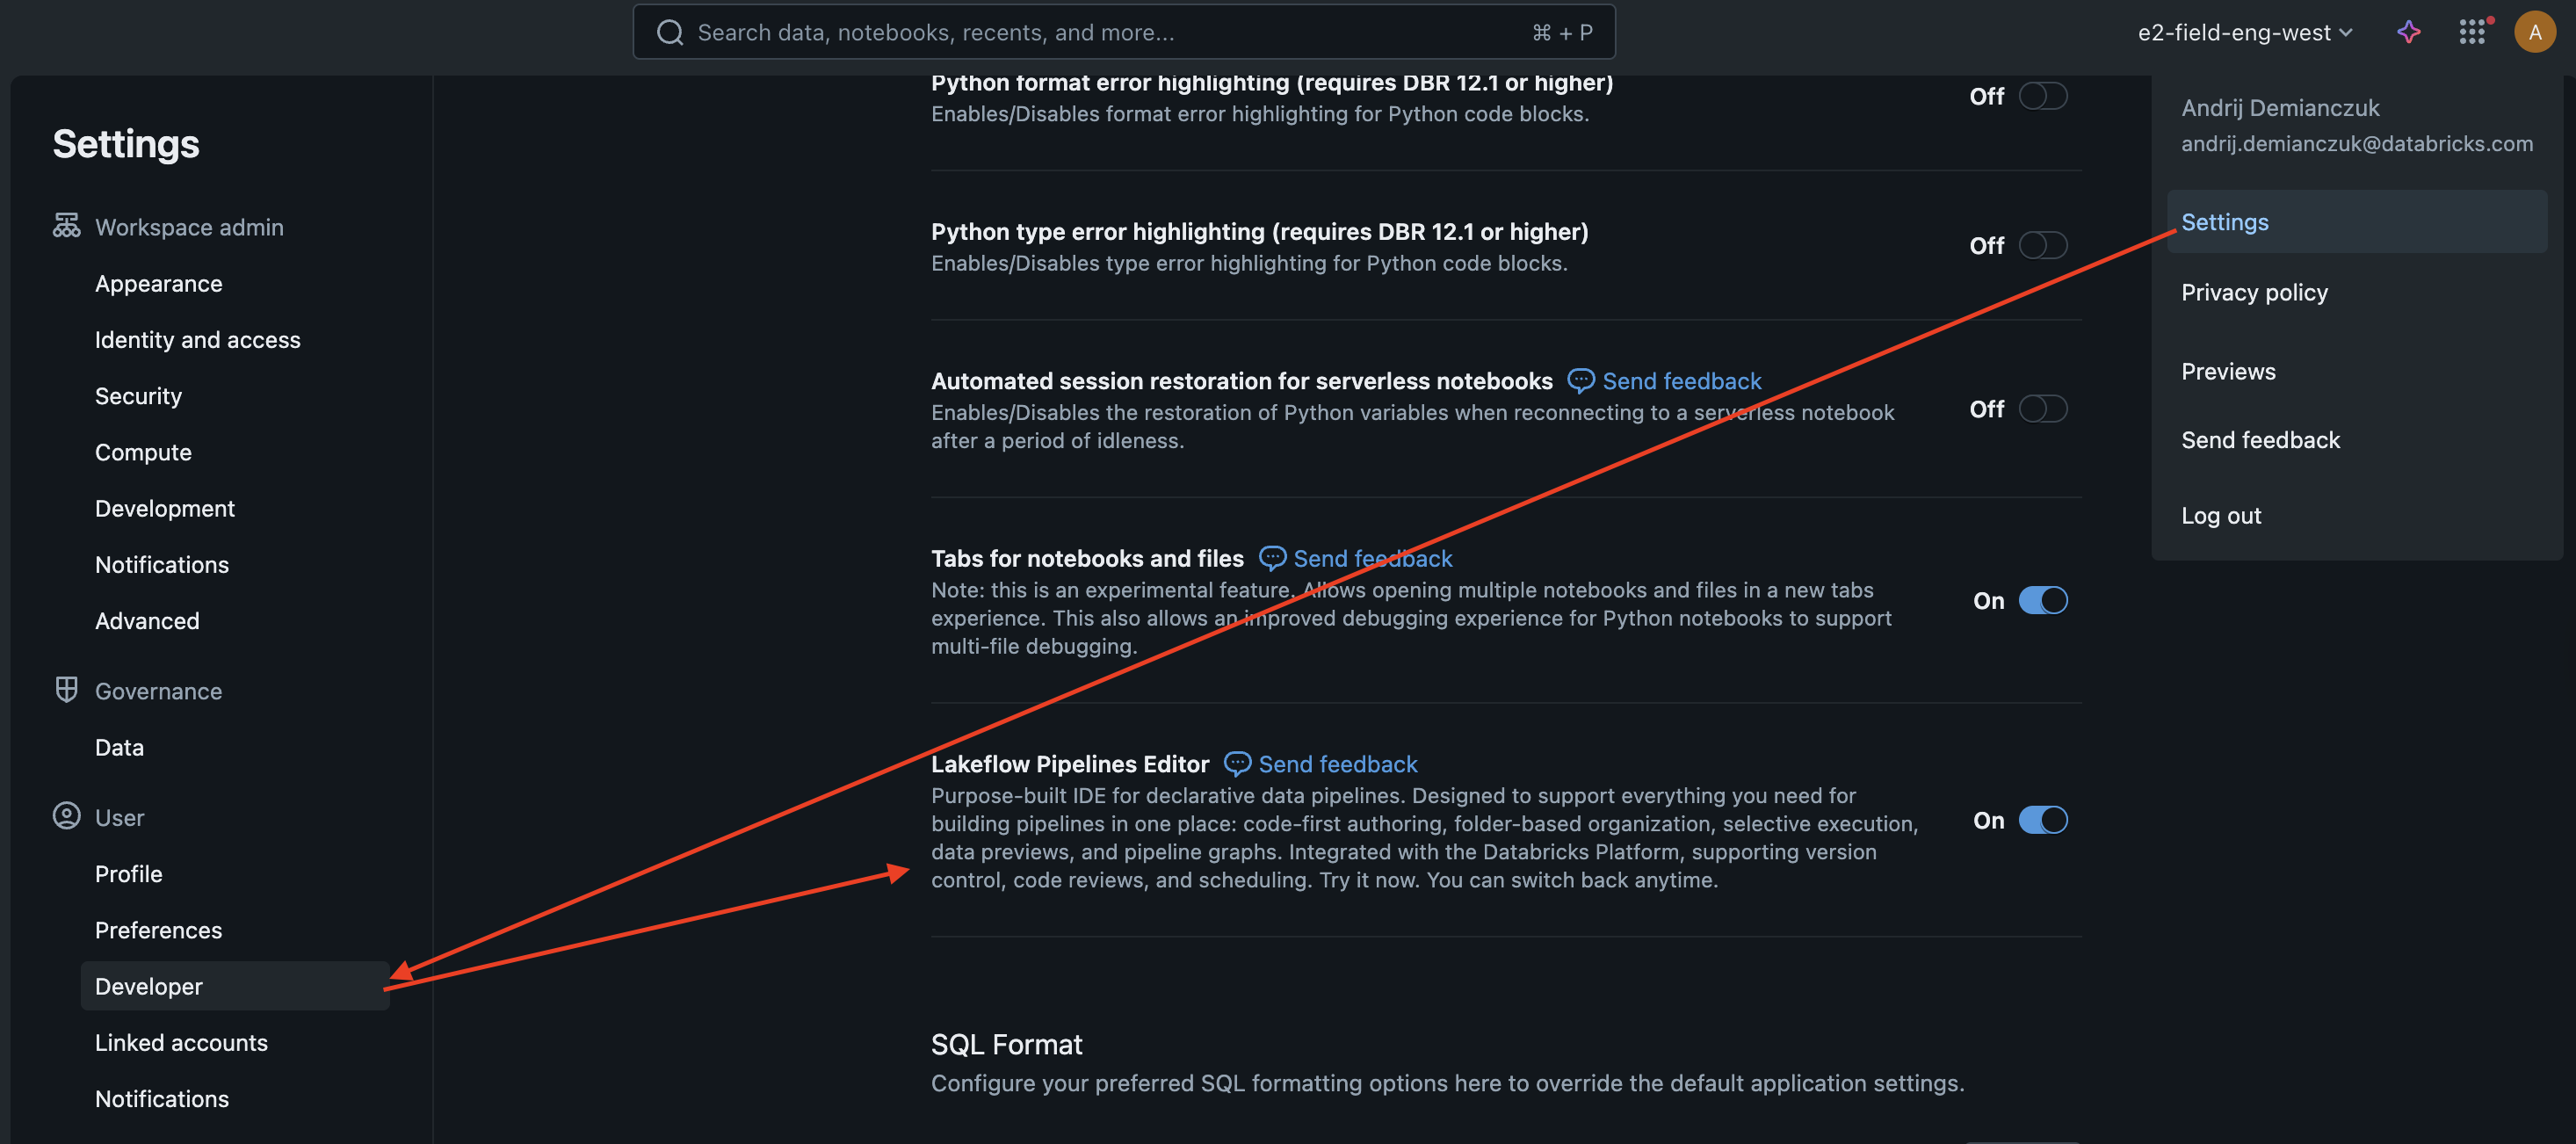 Search data, notebooks, recents, and more...
⌘ + P
e2-field-eng-west
A
Settings
Workspace admin
Appearance
Identity and access
Security
Compute
Development
Notifications
Advanced
Governance
Data
User
Profile
Preferences
Developer
Linked accounts
Notifications
Python format error highlighting (requires DBR 12.1 or higher)
Enables/Disables format error highlighting for Python code blocks.
Off
Python type error highlighting (requires DBR 12.1 or higher)
Enables/Disables type error highlighting for Python code blocks.
Off
Automated session restoration for serverless notebooks Send feedback
Enables/Disables the restoration of Python variables when reconnecting to a serverless notebook
after a period of idleness.
Off
Tabs for notebooks and files Send feedback
Note: this is an experimental feature. Allows opening multiple notebooks and files in a new tabs
experience. This also allows an improved debugging experience for Python notebooks to support
multi-file debugging.
On
Lakeflow Pipelines Editor Send feedback
Purpose-built IDE for declarative data pipelines. Designed to support everything you need for
building pipelines in one place: code-first authoring, folder-based organization, selective execution,
data previews, and pipeline graphs. Integrated with the Databricks Platform, supporting version
control, code reviews, and scheduling. Try it now. You can switch back anytime.
On
SQL Format
Configure your preferred SQL formatting options here to override the default application settings.
Andrij Demianczuk
andrij.demianczuk@databricks.com
Settings
Privacy policy
Previews
Send feedback
Log out